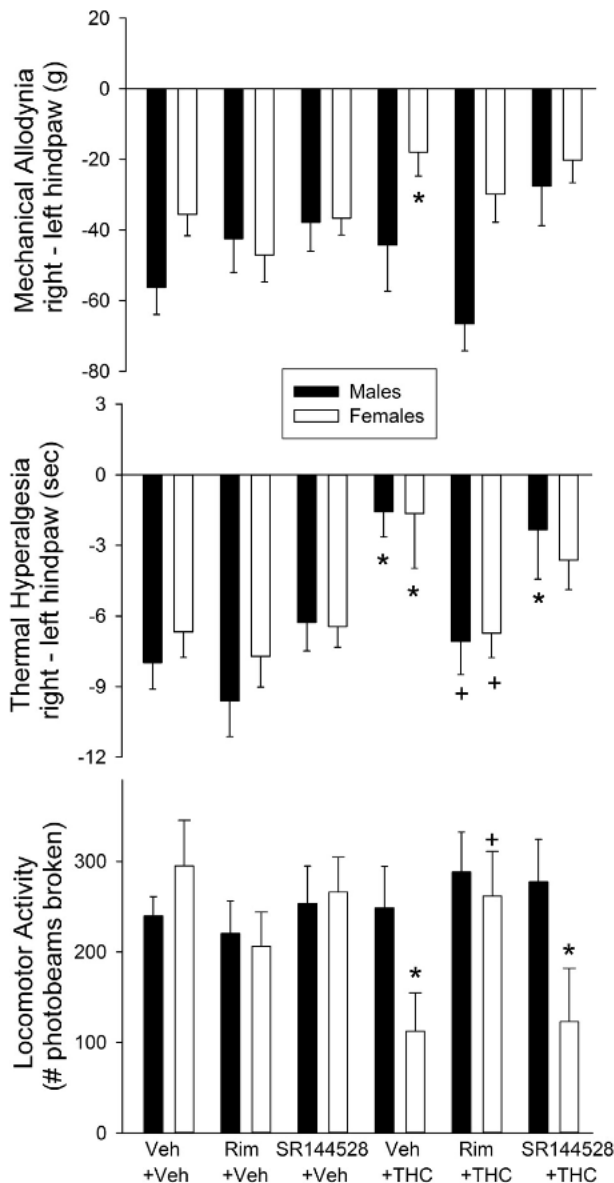 20
0
-20
-40
-60
-80
Mechanical Allodynia
right - left hindpaw (g)
*
Males
Females
3
0
-3
-6
-9
-12
Thermal Hyperalgesia
right - left hindpaw (sec)
*
*
+
+
*
300
200
100
0
Locomotor Activity
(# photobeams broken)
*
+
*
Veh Rim SR144528 Veh Rim SR144528
+Veh +Veh +Veh +THC +THC +THC